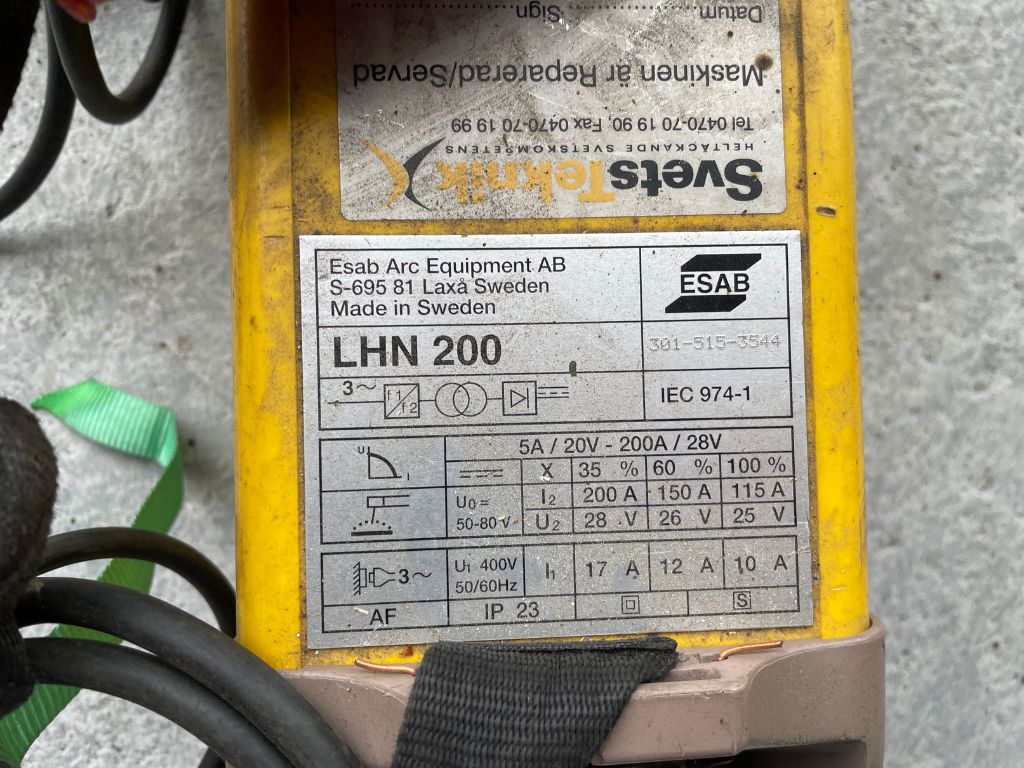 Datum
Sign
Maskinen är Reparerad/Servad
Tel 0470-70 19 90, Fax 0470-70 19 99
HELTÄCKANDE SVETSKOMPETENS
SvetsTeknik
Esab Arc Equipment AB
S-695 81 Laxå Sweden
Made in Sweden
ESAB
LHN 200
301-515-3544
3~
f1
f2
IEC 974-1
5A / 20V - 200A / 28V
U
I
X 35 % 60 % 100 %
U0=
50-80 V
I2 200 A 150 A 115 A
U2 28 V 26 V 25 V
3~
U1 400V
50/60Hz
I1 17 A 12 A 10 A
AF
IP 23
S